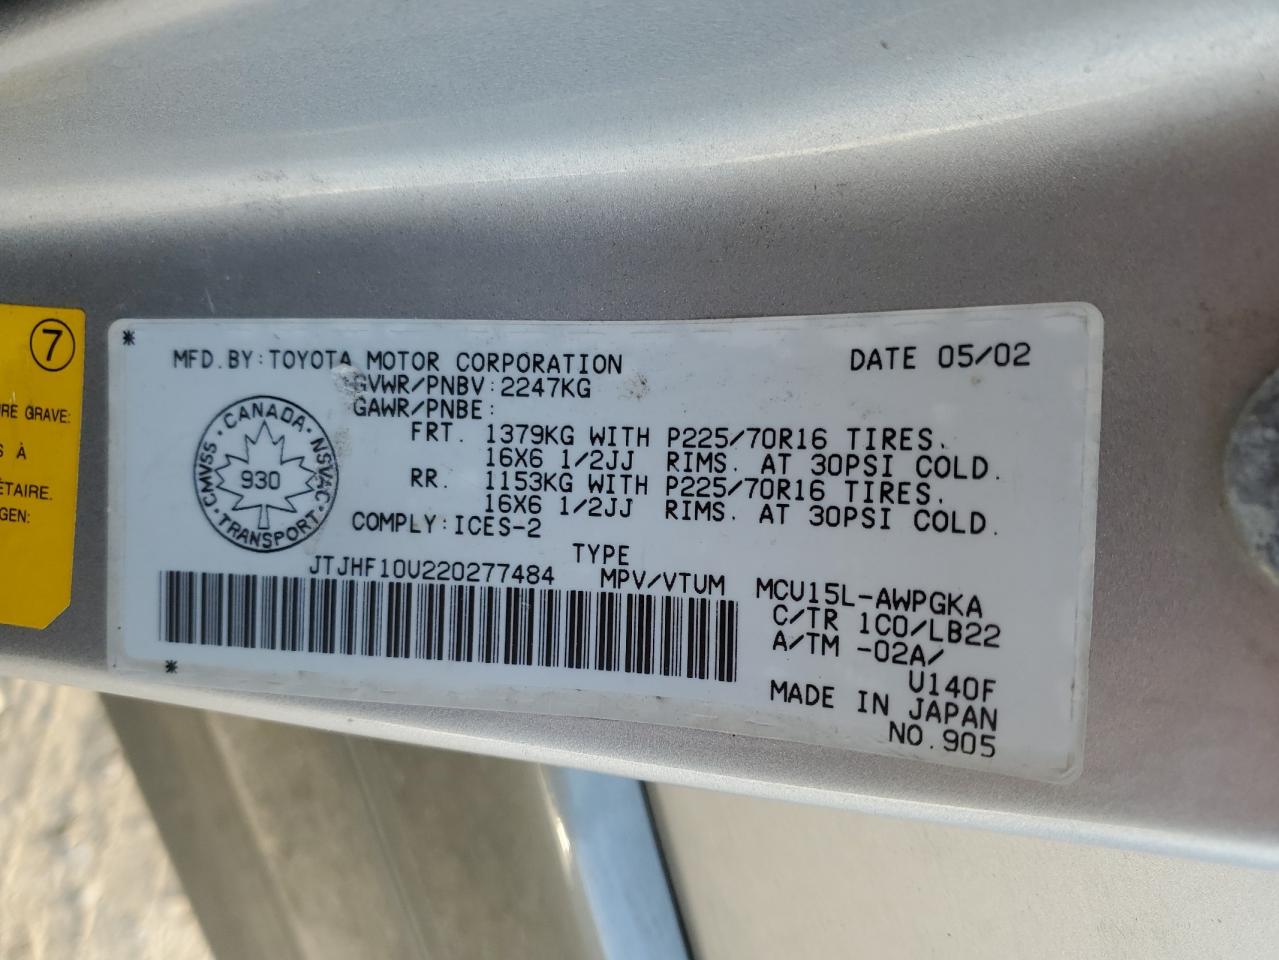 7
URE GRAVE:
S À
ÉTAIRE.
GEN:
*
MFD. BY: TOYOTA MOTOR CORPORATION DATE 05/02
GVWR/PNBV: 2247KG
GAWR/PNBE:
FRT. 1379KG WITH P225/70R16 TIRES.
16X6 1/2JJ RIMS. AT 30PSI COLD.
RR. 1153KG WITH P225/70R16 TIRES.
16X6 1/2JJ RIMS. AT 30PSI COLD.
COMPLY: ICES-2
CANADA · NSVAC · TRANSPORT · CMVSS
930
TYPE
JTJHF10U220277484 MPV/VTUM MCU15L-AWPGKA
C/TR 1C0/LB22
A/TM -02A/
U140F
MADE IN JAPAN
NO. 905
*